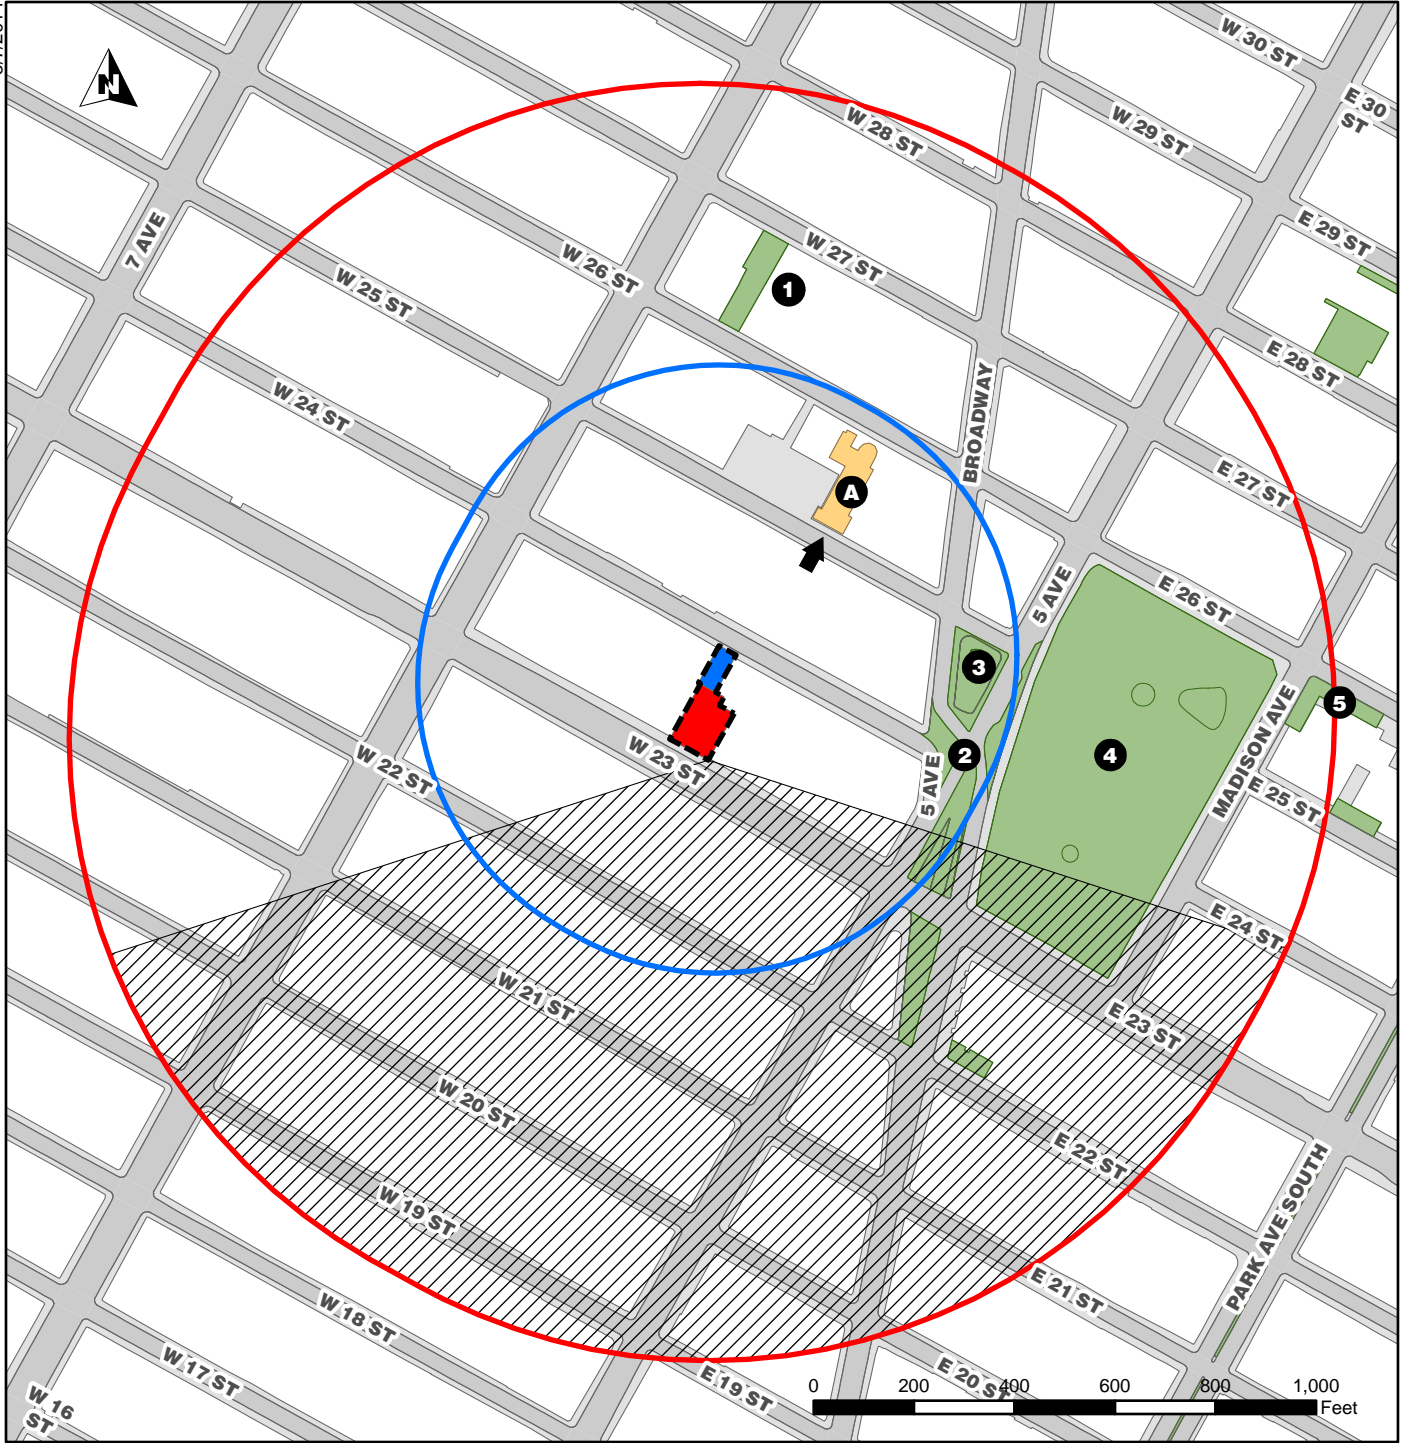 N
W 30 ST
E 30
ST
W 29 ST
W 28 ST
E 29 ST
7 AVE
W 27 ST
W 26 ST
W 25 ST
1
E 28 ST
W 24 ST
BROADWAY
E 27 ST
A
5 AVE
E 26 ST
3
5
2
4
MADISON AVE
W 23 ST
W 22 ST
5 AVE
E 25 ST
E 24 ST
W 21 ST
E 23 ST
W 20 ST
E 22 ST
W 19 ST
PARK AVE SOUTH
E 21 ST
W 18 ST
W 17 ST
E 19 ST
E 20 ST
W 16
ST
0 200 400 600 800 1,000
Feet